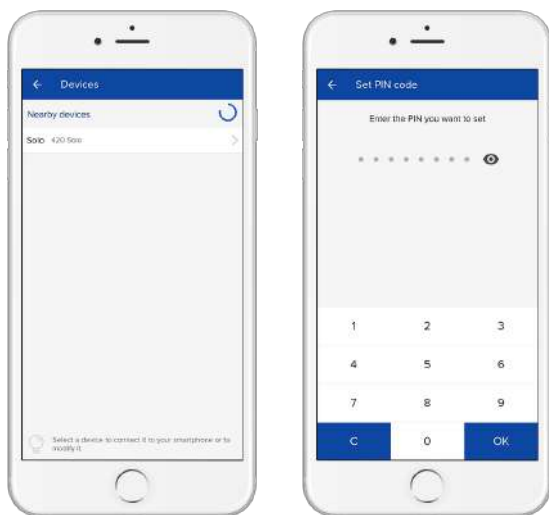 Devices
Nearby devices
Solo 420 Solo
Select a device to connect it to your smartphone or to
modify it
Set PIN code
Enter the PIN you want to set
1 2 3
4 5 6
7 8 9
C 0 OK